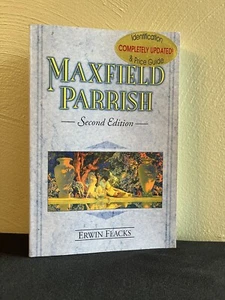 Identification
COMPLETELY UPDATED!
& Price Guide
MAXFIELD
PARRISH
Second Edition
ERWIN FLACKS